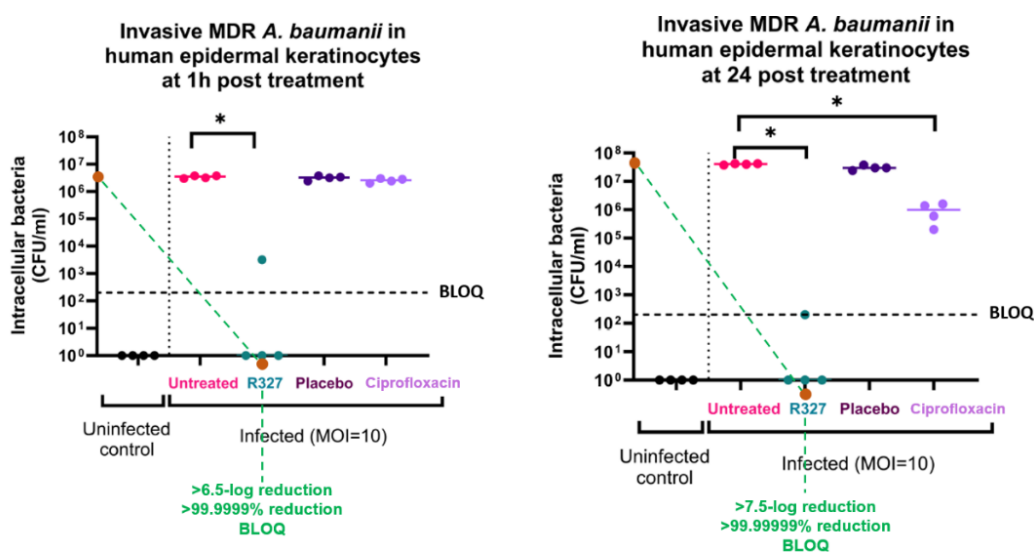 Invasive MDR A. baumanii in
human epidermal keratinocytes
at 1h post treatment
*
Intracellular bacteria
(CFU/ml)
10⁸
10⁷
10⁶
10⁵
10⁴
10³
10²
10¹
10⁰
BLOQ
Untreated R327 Placebo Ciprofloxacin
Uninfected
control
Infected (MOI=10)
>6.5-log reduction
>99.9999% reduction
BLOQ
Invasive MDR A. baumanii in
human epidermal keratinocytes
at 24 post treatment
*
*
Intracellular bacteria
(CFU/ml)
10⁸
10⁷
10⁶
10⁵
10⁴
10³
10²
10¹
10⁰
BLOQ
Untreated R327 Placebo Ciprofloxacin
Uninfected
control
Infected (MOI=10)
>7.5-log reduction
>99.99999% reduction
BLOQ